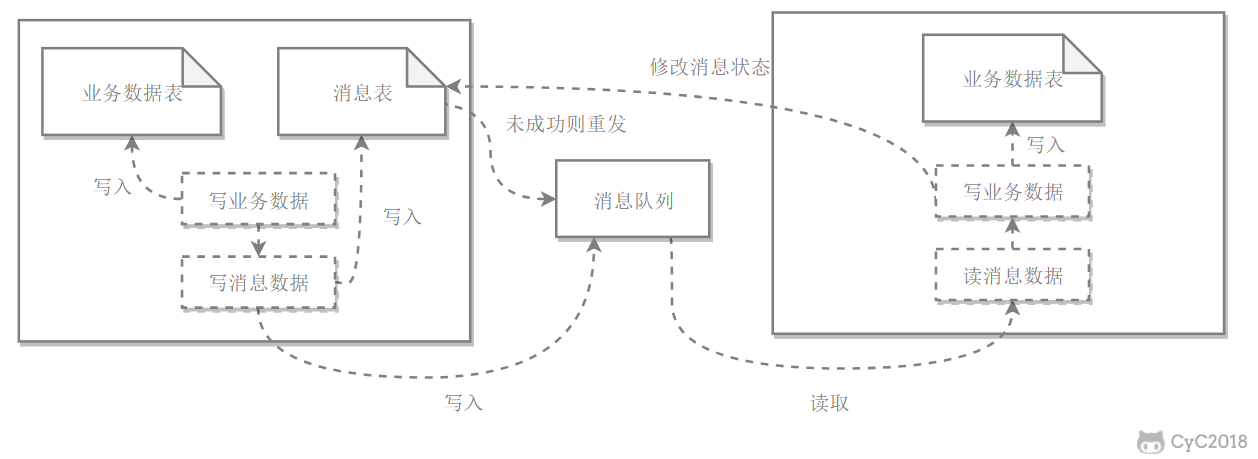 业务数据表
消息表
修改消息状态
业务数据表
未成功则重发
写入
写业务数据
写入
消息队列
写入
写业务数据
写消息数据
读消息数据
写入
读取
CyC2018